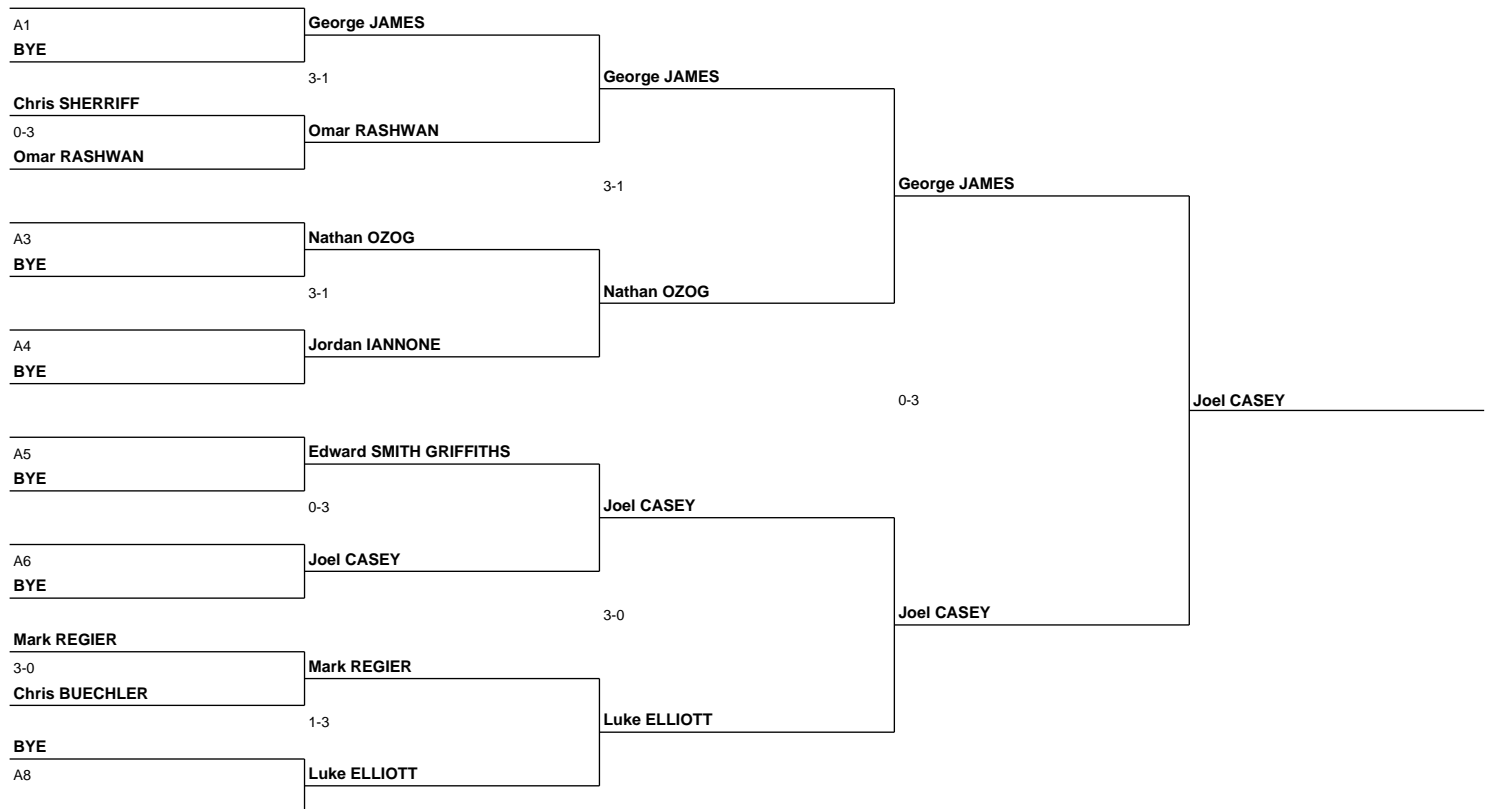 A1
BYE
George JAMES
3-1
Chris SHERRIFF
0-3
Omar RASHWAN
Omar RASHWAN
George JAMES
3-1
A3
BYE
Nathan OZOG
3-1
A4
BYE
Jordan IANNONE
Nathan OZOG
George JAMES
0-3
A5
BYE
Edward SMITH GRIFFITHS
0-3
A6
BYE
Joel CASEY
Joel CASEY
3-0
Mark REGIER
3-0
Chris BUECHLER
Mark REGIER
1-3
BYE
A8
Luke ELLIOTT
Luke ELLIOTT
Joel CASEY
Joel CASEY